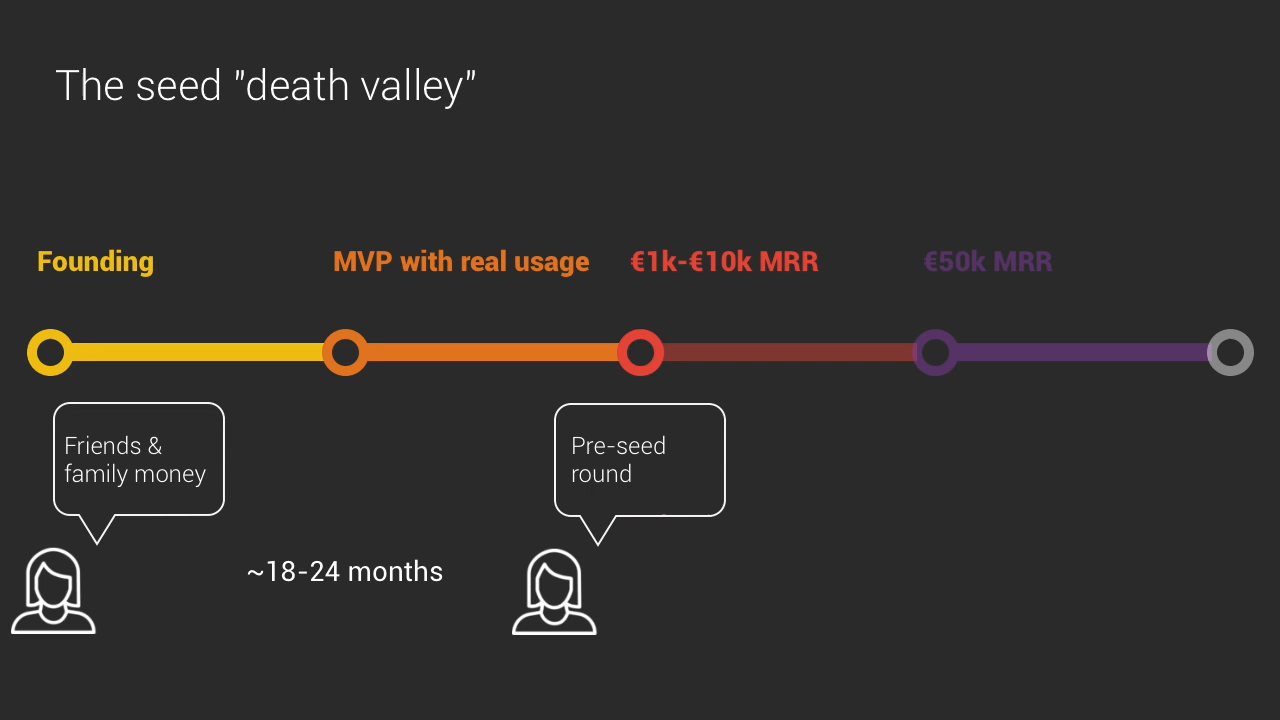 The seed "death valley"
Founding
MVP with real usage
€1k-€10k MRR
€50k MRR
Friends &
family money
Pre-seed
round
~18-24 months